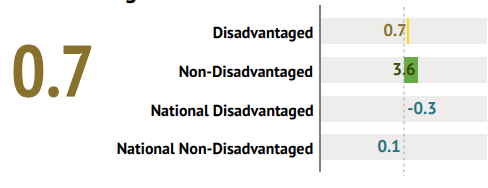 0.7
Disadvantaged 0.7
Non-Disadvantaged 3.6
National Disadvantaged -0.3
National Non-Disadvantaged 0.1